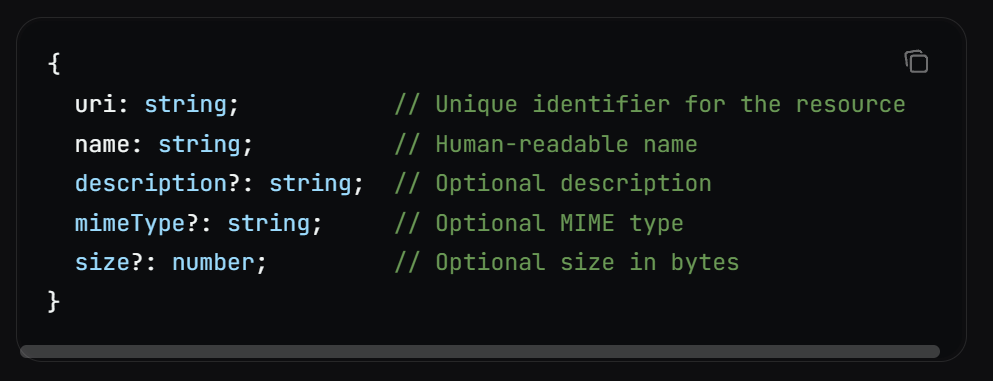 {
  uri: string;           // Unique identifier for the resource
  name: string;          // Human-readable name
  description?: string;  // Optional description
  mimeType?: string;     // Optional MIME type
  size?: number;         // Optional size in bytes
}